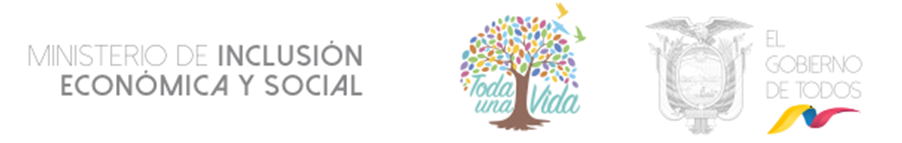 MINISTERIO DE INCLUSIÓN
ECONÓMICA Y SOCIAL
Toda
una Vida
EL
GOBIERNO
DE TODOS